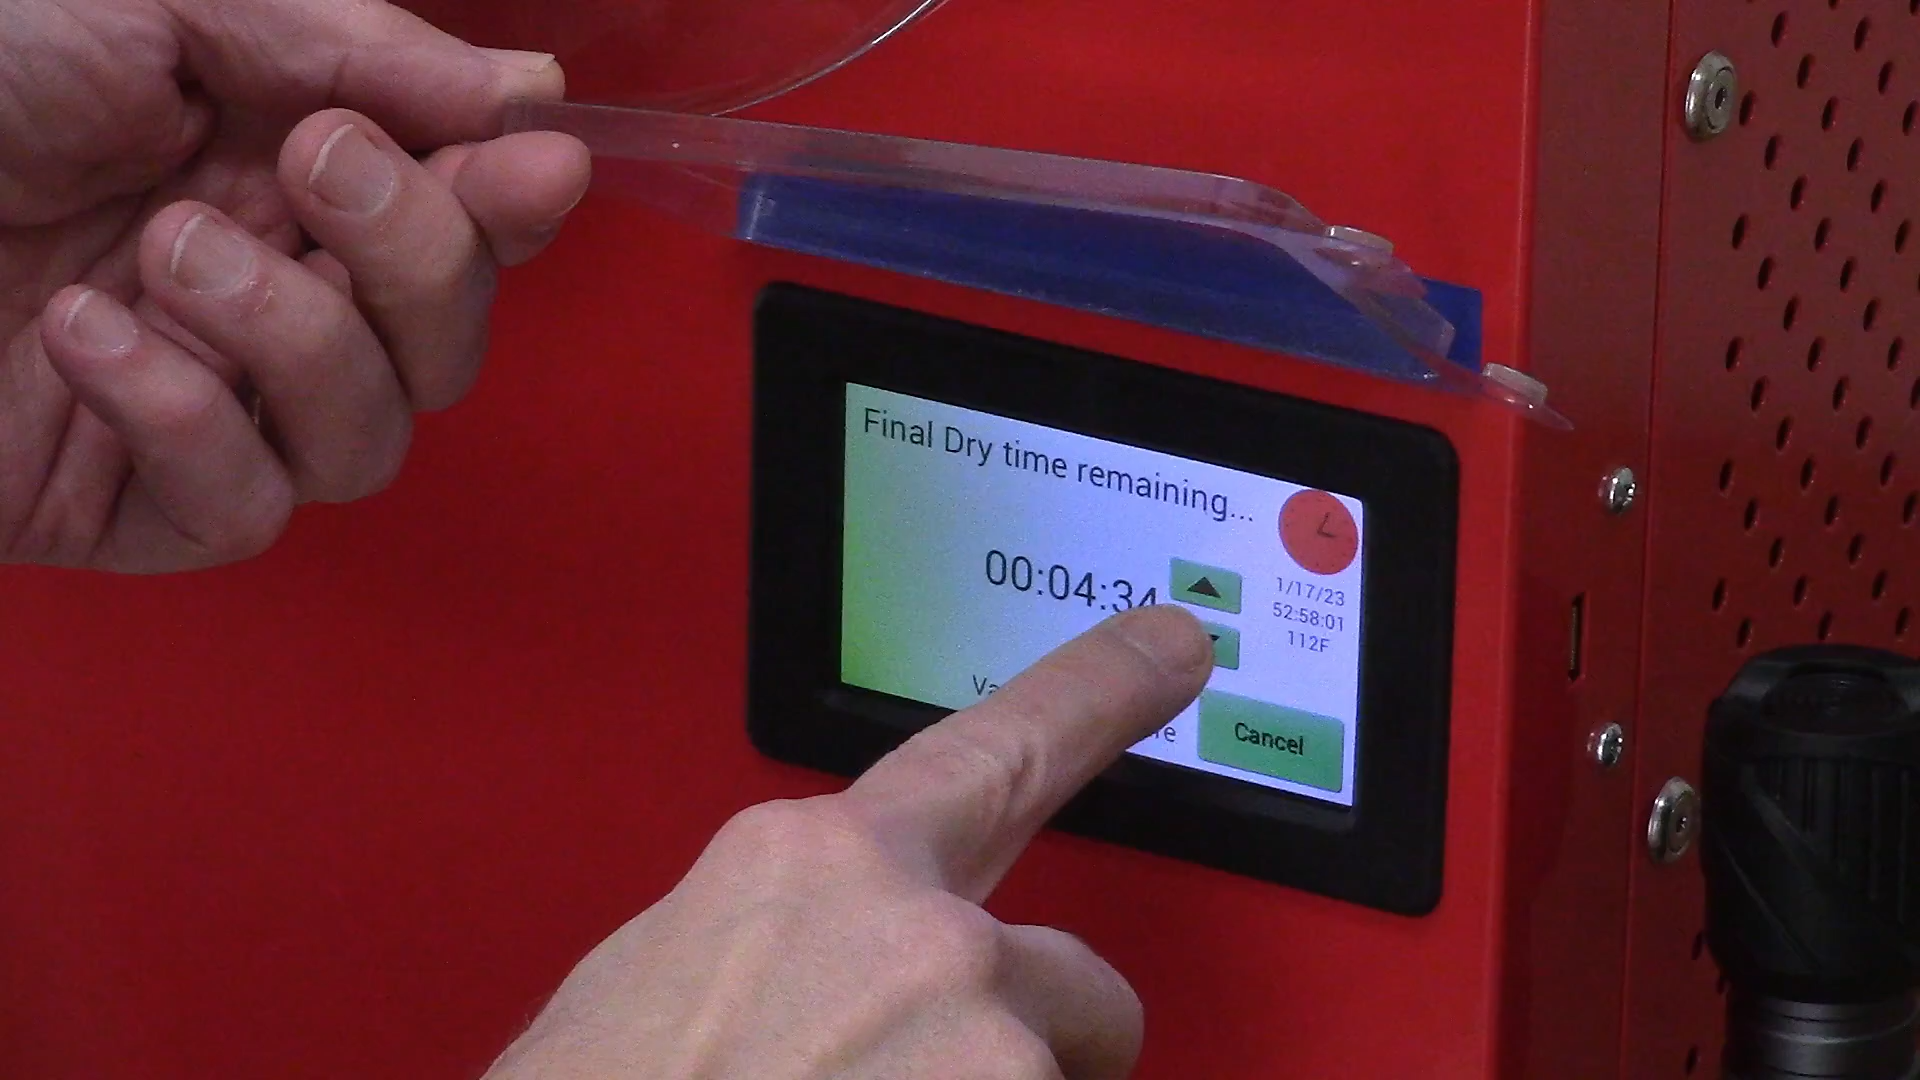 Final Dry time remaining...
00:04:34
1/17/23
52:58:01
112F
Cancel